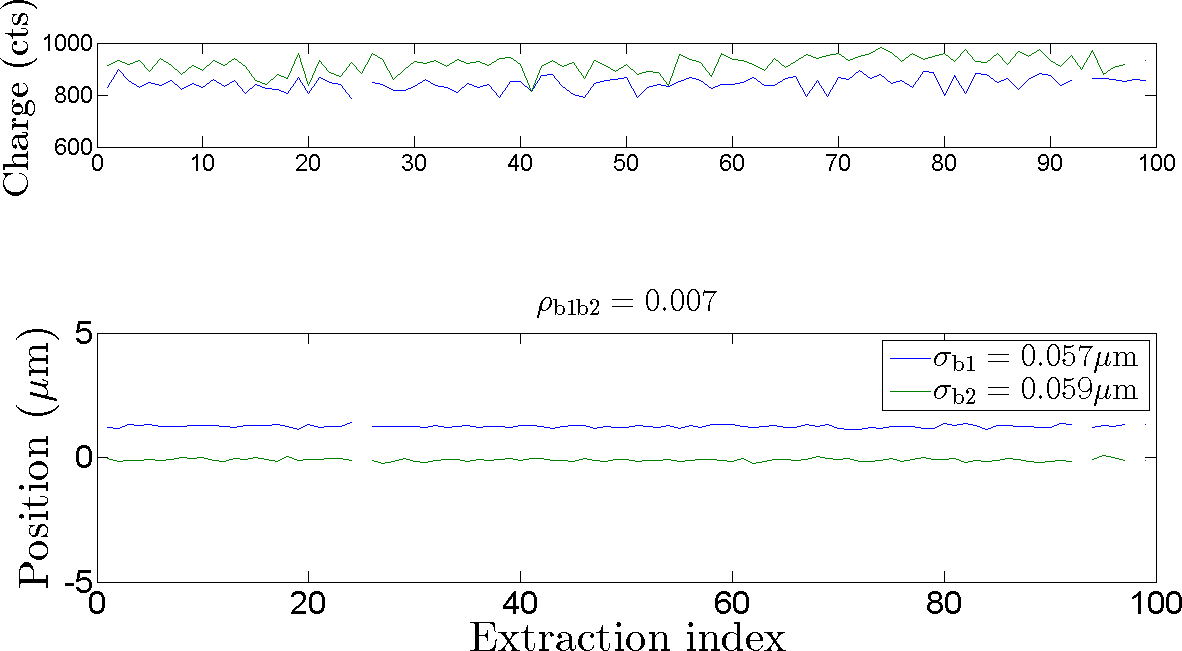 Charge (cts)
1000
800
600
0 10 20 30 40 50 60 70 80 90 100
ρb1b2 = 0.007
Position (μm)
5
0
-5
σb1 = 0.057μm
σb2 = 0.059μm
0 20 40 60 80 100
Extraction index